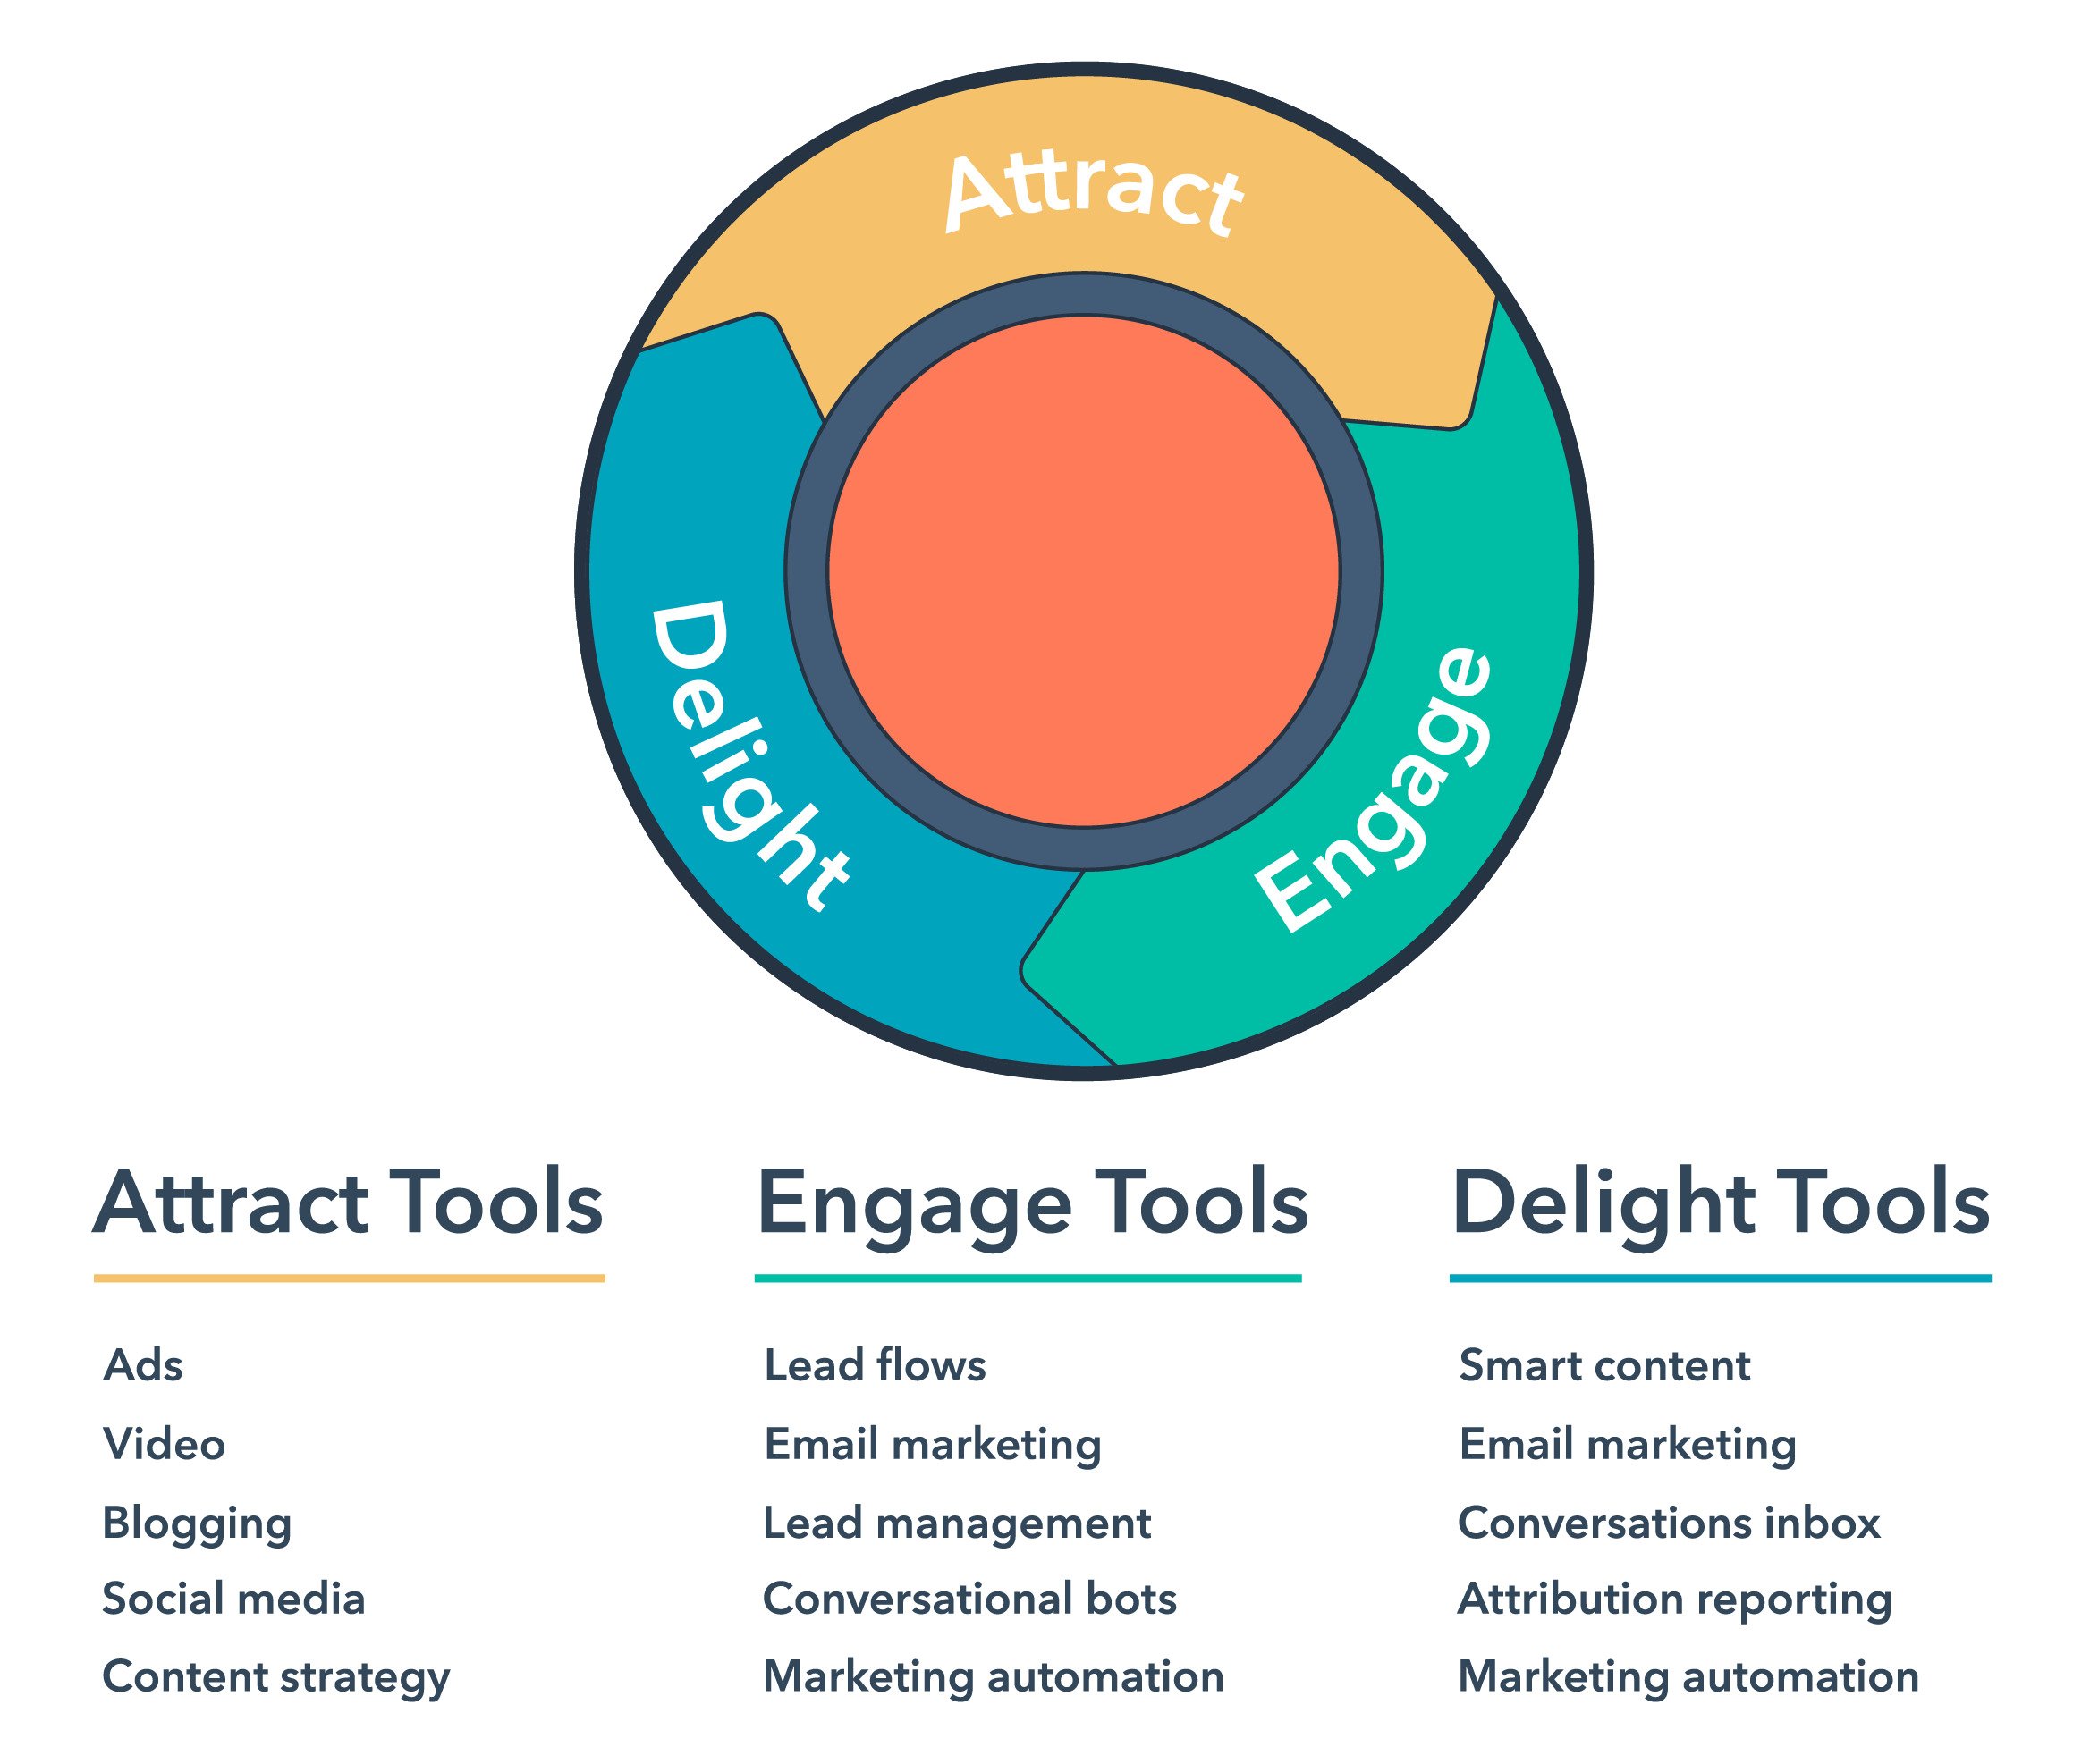 Attract
Engage
Delight
Attract Tools
Ads
Video
Blogging
Social media
Content strategy
Engage Tools
Lead flows
Email marketing
Lead management
Conversational bots
Marketing automation
Delight Tools
Smart content
Email marketing
Conversations inbox
Attribution reporting
Marketing automation